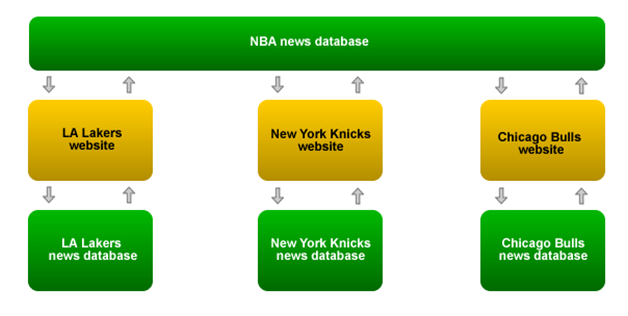 NBA news database
LA Lakers
website
New York Knicks
website
Chicago Bulls
website
LA Lakers
news database
New York Knicks
news database
Chicago Bulls
news database